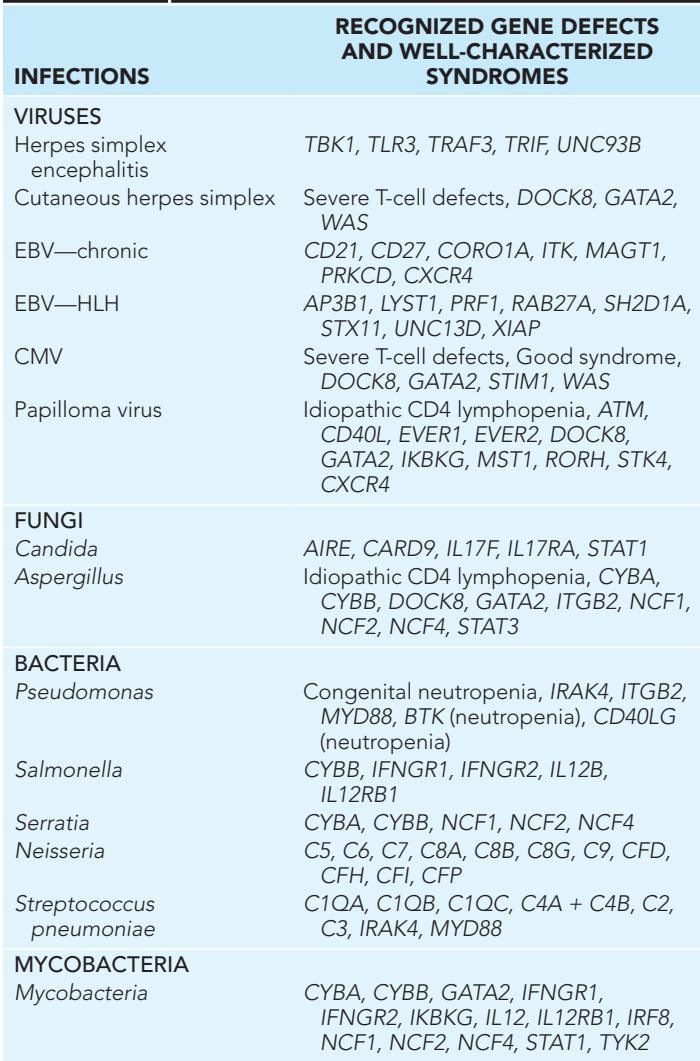 RECOGNIZED GENE DEFECTS
AND WELL-CHARACTERIZED
INFECTIONS SYNDROMES
VIRUSES
Herpes simplex TBK1, TLR3, TRAF3, TRIF, UNC93B
encephalitis
Cutaneous herpes simplex Severe T-cell defects, DOCK8, GATA2,
WAS
EBV—chronic CD21, CD27, CORO1A, ITK, MAGT1,
PRKCD, CXCR4
EBV—HLH AP3B1, LYST1, PRF1, RAB27A, SH2D1A,
STX11, UNC13D, XIAP
CMV Severe T-cell defects, Good syndrome,
DOCK8, GATA2, STIM1, WAS
Papilloma virus Idiopathic CD4 lymphopenia, ATM,
CD40L, EVER1, EVER2, DOCK8,
GATA2, IKBKG, MST1, RORH, STK4,
CXCR4
FUNGI
Candida AIRE, CARD9, IL17F, IL17RA, STAT1
Aspergillus Idiopathic CD4 lymphopenia, CYBA,
CYBB, DOCK8, GATA2, ITGB2, NCF1,
NCF2, NCF4, STAT3
BACTERIA
Pseudomonas Congenital neutropenia, IRAK4, ITGB2,
MYD88, BTK (neutropenia), CD40LG
(neutropenia)
Salmonella CYBB, IFNGR1, IFNGR2, IL12B,
IL12RB1
Serratia CYBA, CYBB, NCF1, NCF2, NCF4
Neisseria C5, C6, C7, C8A, C8B, C8G, C9, CFD,
CFH, CFI, CFP
Streptococcus C1QA, C1QB, C1QC, C4A + C4B, C2,
pneumoniae C3, IRAK4, MYD88
MYCOBACTERIA
Mycobacteria CYBA, CYBB, GATA2, IFNGR1,
IFNGR2, IKBKG, IL12, IL12RB1, IRF8,
NCF1, NCF2, NCF4, STAT1, TYK2